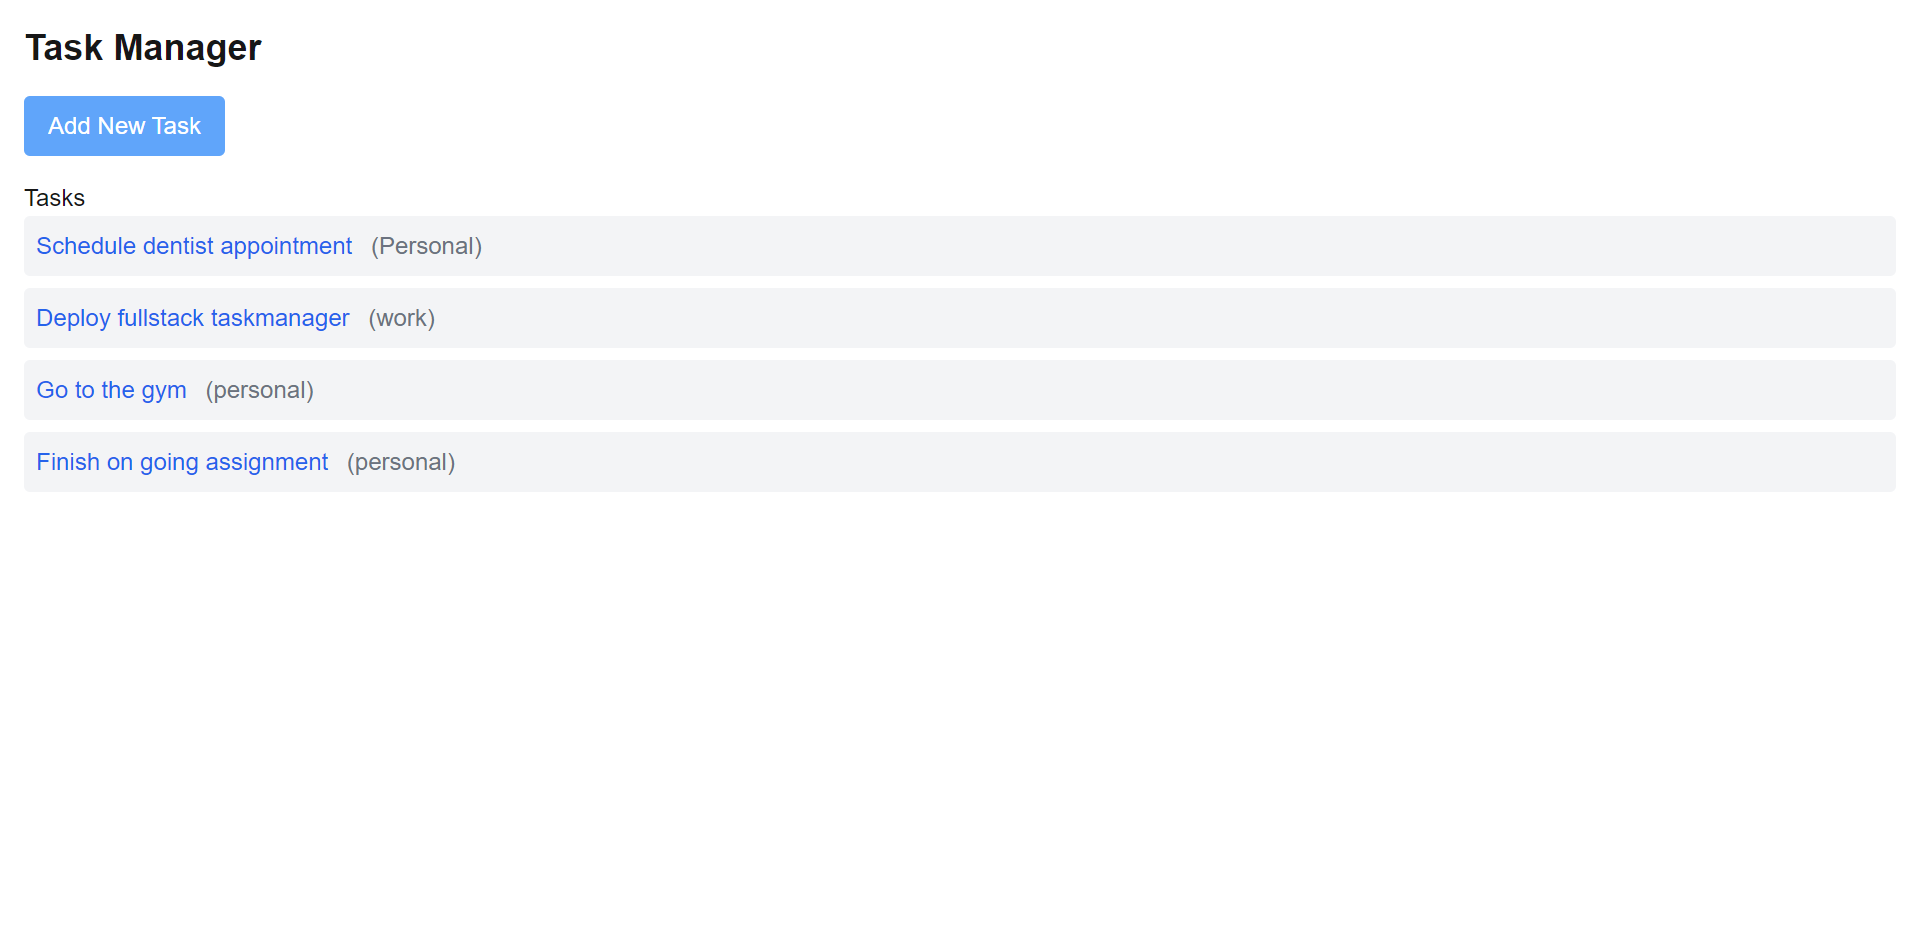 Task Manager
Add New Task
Tasks
Schedule dentist appointment (Personal)
Deploy fullstack taskmanager (work)
Go to the gym (personal)
Finish on going assignment (personal)